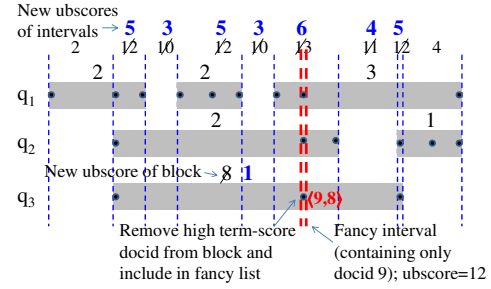 New ubscores
of intervals
5 3 5 3 6 4 5
2 12 10 12 10 13 11 12 4
2 2 3
q1
2 1
q2
New ubscore of block 8 1
q3 (9,8)
Remove high term-score
docid from block and
include in fancy list
Fancy interval
(containing only
docid 9); ubscore=12